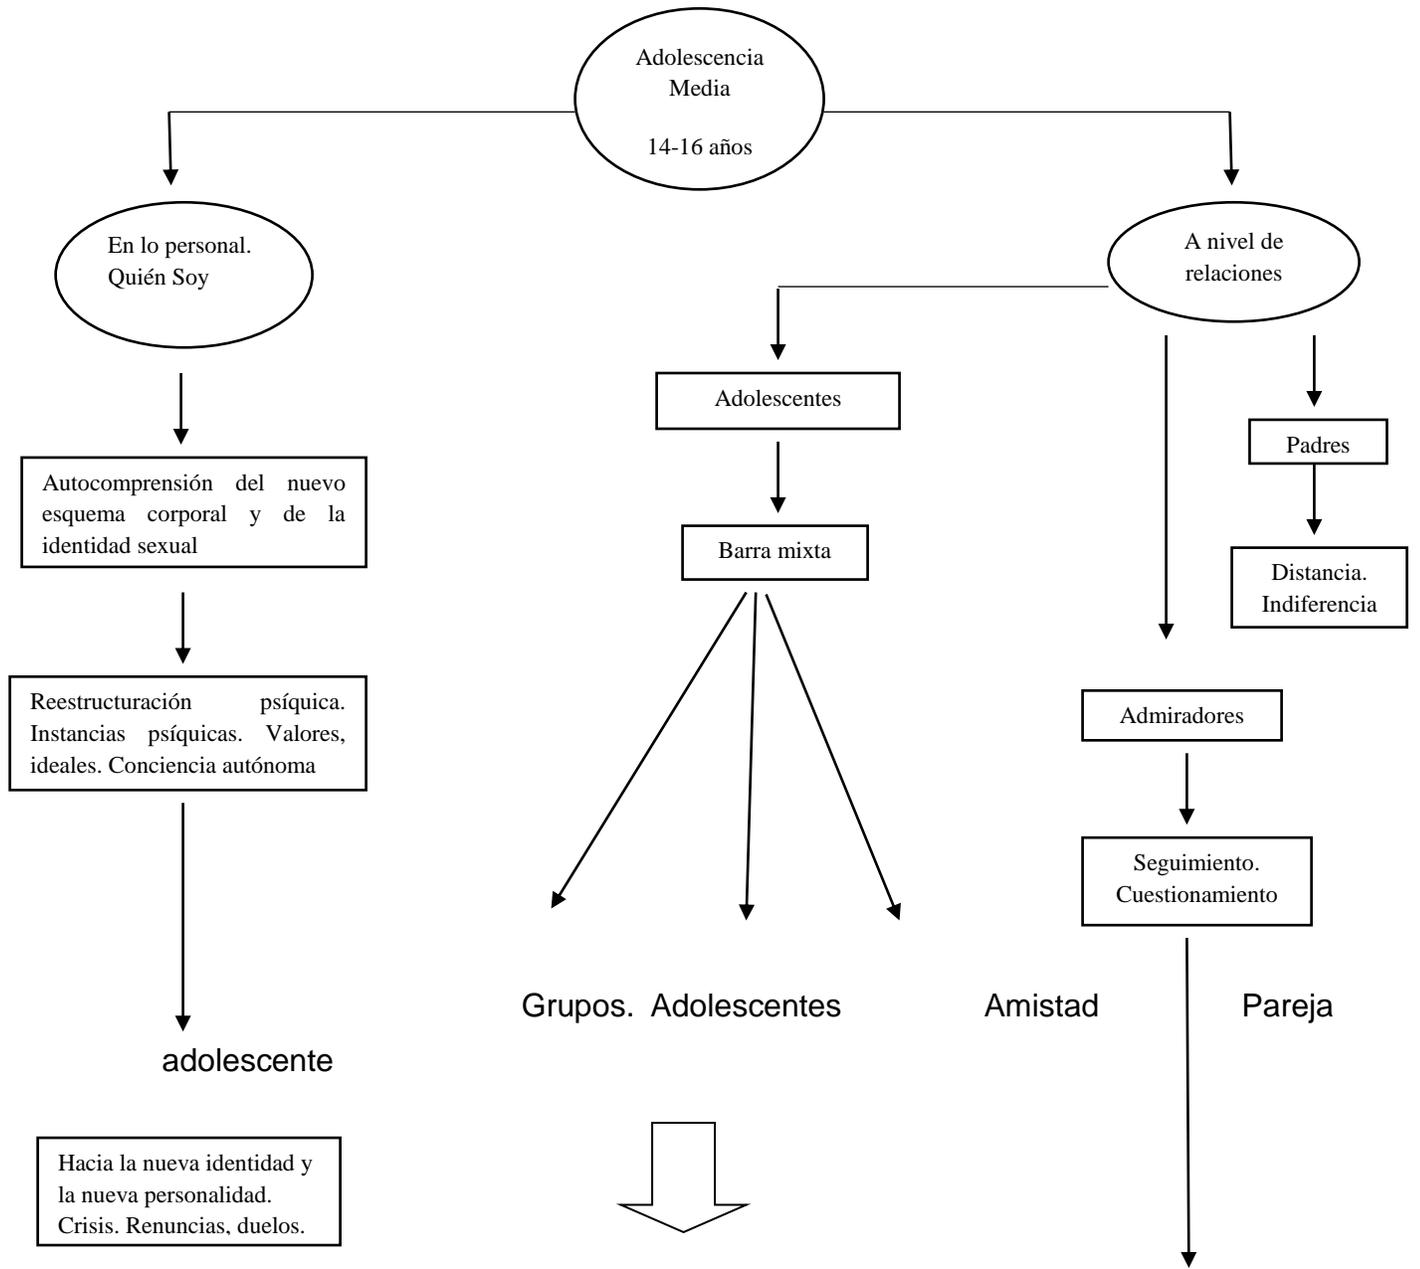 Adolescencia
Media
14-16 años
En lo personal.
Quién Soy
A nivel de
relaciones
Adolescentes
Padres
Autocomprensión del nuevo
esquema corporal y de la
identidad sexual
Barra mixta
Distancia.
Indiferencia
Reestructuración psíquica.
Instancias psíquicas. Valores,
ideales. Conciencia autónoma
Admiradores
Seguimiento.
Cuestionamiento
Grupos. Adolescentes Amistad Pareja
adolescente
Hacia la nueva identidad y
la nueva personalidad.
Crisis. Renuncias, duelos.